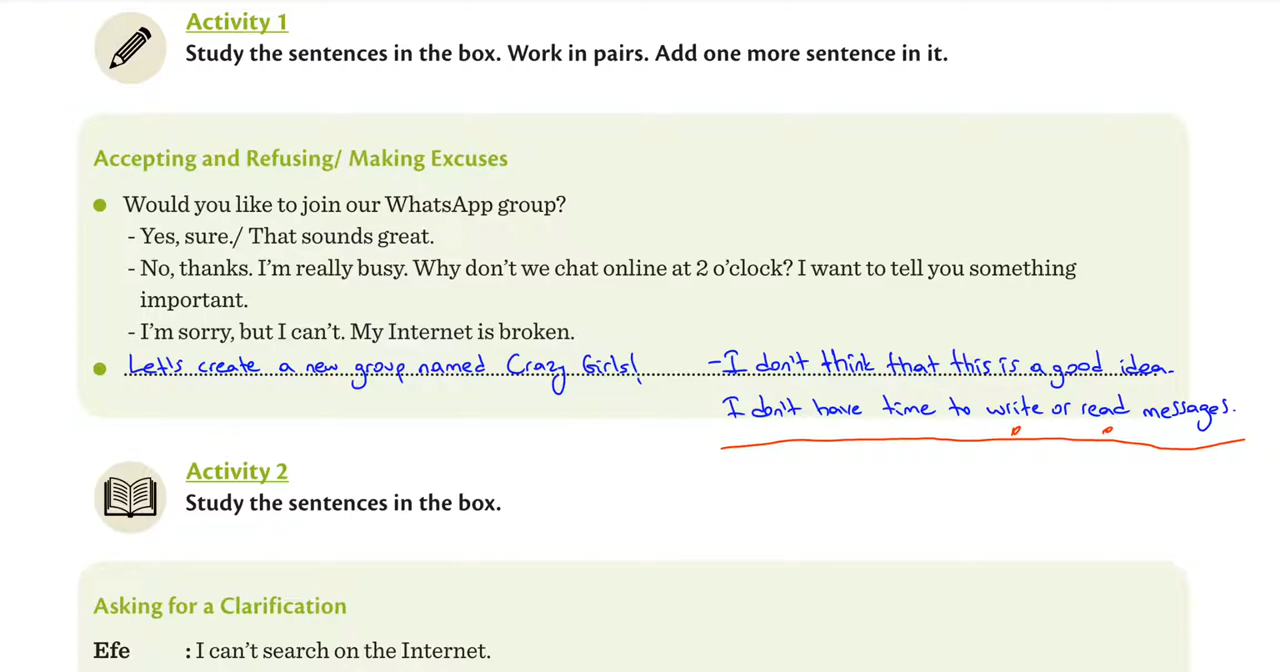 Activity 1
Study the sentences in the box. Work in pairs. Add one more sentence in it.
Accepting and Refusing/ Making Excuses
● Would you like to join our WhatsApp group?
- Yes, sure./ That sounds great.
- No, thanks. I'm really busy. Why don't we chat online at 2 o'clock? I want to tell you something
important.
- I'm sorry, but I can't. My Internet is broken.
● Let's create a new group named Crazy Girls! - I don't think that this is a good idea.
I don't have time to write or read messages.
Activity 2
Study the sentences in the box.
Asking for a Clarification
Efe : I can't search on the Internet.